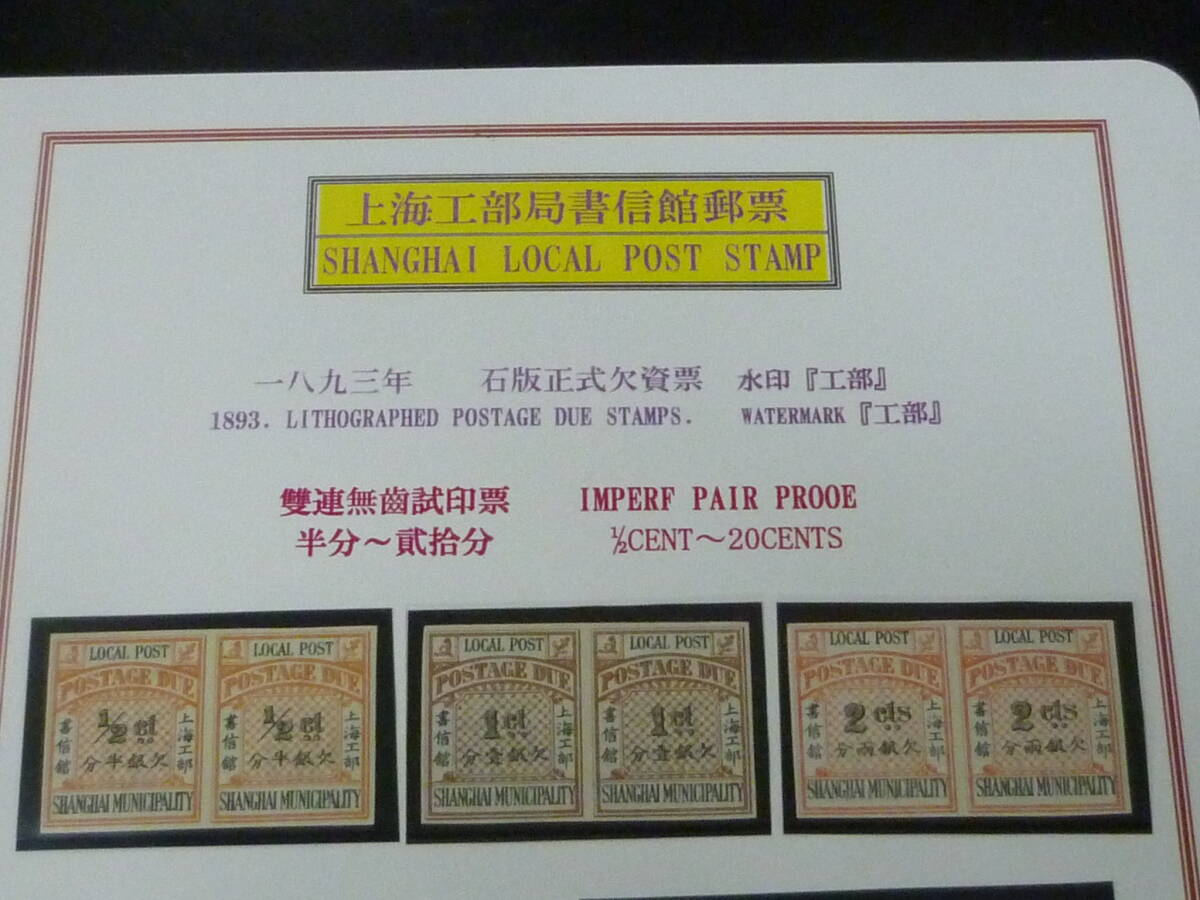 上海工部局書信館郵票
SHANGHAI LOCAL POST STAMP
一八九三年 石版正式欠資票 水印『工部』
1893. LITHOGRAPHED POSTAGE DUE STAMPS. WATERMARK『工部』
雙連無齒試印票 IMPERF PAIR PROOE
半分～貳拾分 ½CENT～20CENTS
LOCAL POST
POSTAGE DUE
書信館
½ ct
上海工部
分半銀欠
SHANGHAI MUNICIPALITY
LOCAL POST
POSTAGE DUE
書信館
½ ct
上海工部
分半銀欠
SHANGHAI MUNICIPALITY
LOCAL POST
POSTAGE DUE
書信館
1 ct
上海工部
分壹銀欠
SHANGHAI MUNICIPALITY
LOCAL POST
POSTAGE DUE
書信館
1 ct
上海工部
分壹銀欠
SHANGHAI MUNICIPALITY
LOCAL POST
POSTAGE DUE
書信館
2 cts
上海工部
分兩銀欠
SHANGHAI MUNICIPALITY
LOCAL POST
POSTAGE DUE
書信館
2 cts
上海工部
分兩銀欠
SHANGHAI MUNICIPALITY